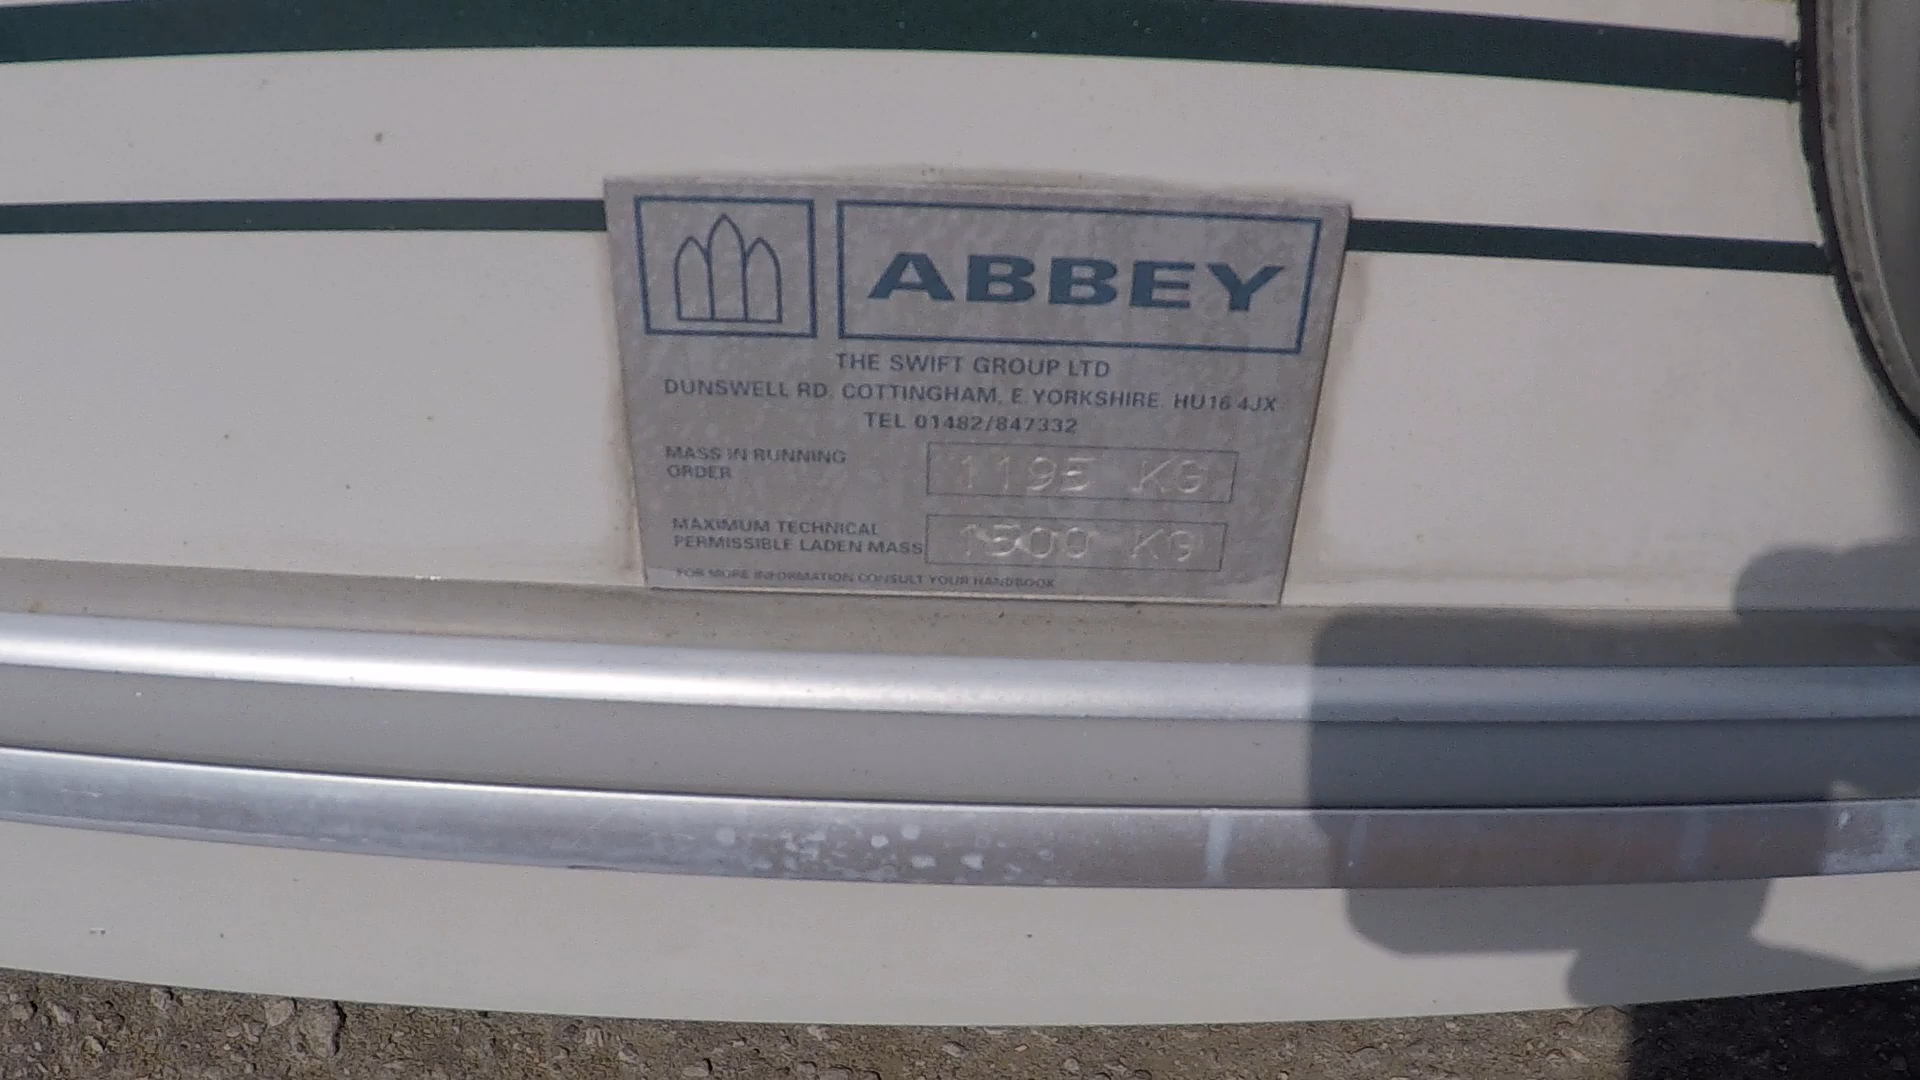 ABBEY
THE SWIFT GROUP LTD
DUNSWELL RD. COTTINGHAM, E.YORKSHIRE. HU16 4JX
TEL 01482/847332
MASS IN RUNNING
ORDER
1195 KG
MAXIMUM TECHNICAL
PERMISSIBLE LADEN MASS
1500 KG
FOR MORE INFORMATION CONSULT YOUR HANDBOOK